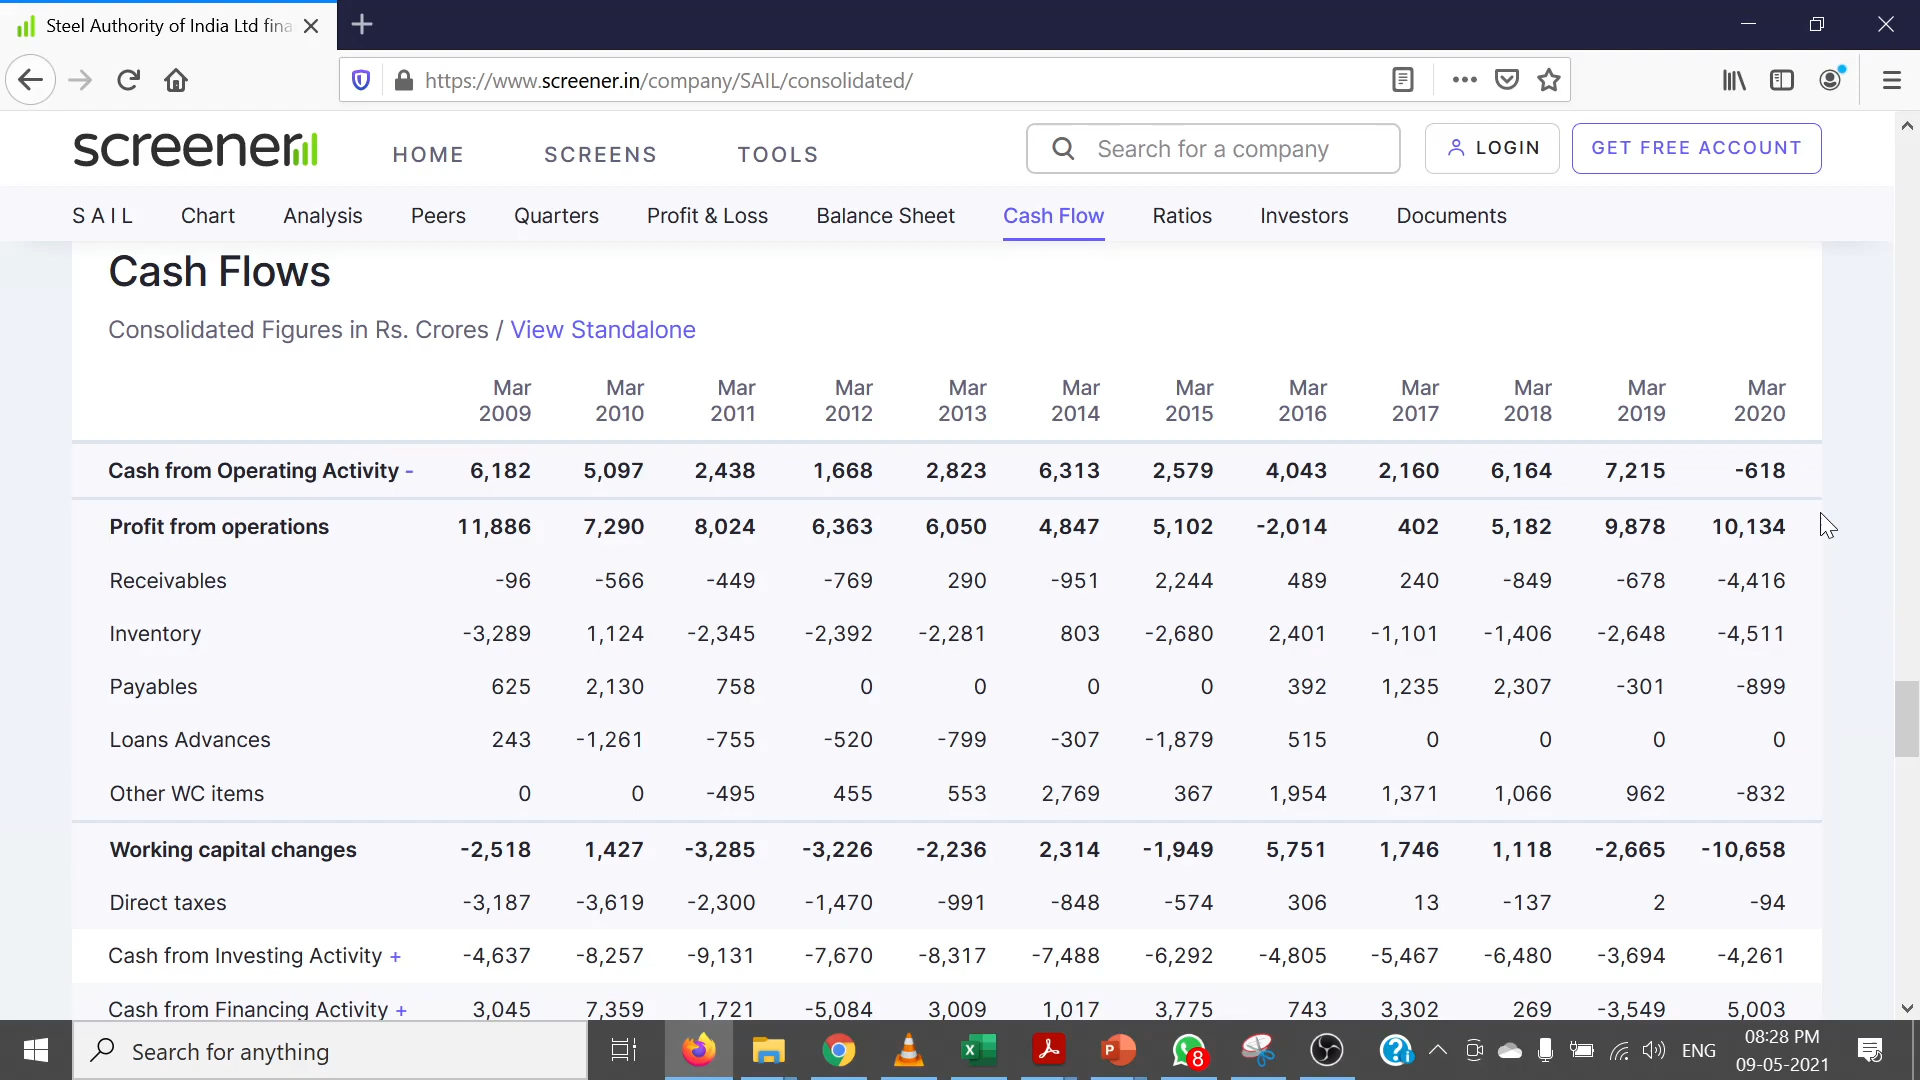 Steel Authority of India Ltd fina
https://www.screener.in/company/SAIL/consolidated/
screener
HOME SCREENS TOOLS
Search for a company
LOGIN
GET FREE ACCOUNT
S A I L Chart Analysis Peers Quarters Profit & Loss Balance Sheet Cash Flow Ratios Investors Documents
Cash Flows
Consolidated Figures in Rs. Crores / View Standalone
Mar Mar Mar Mar Mar Mar Mar Mar Mar Mar Mar Mar
2009 2010 2011 2012 2013 2014 2015 2016 2017 2018 2019 2020
Cash from Operating Activity - 6,182 5,097 2,438 1,668 2,823 6,313 2,579 4,043 2,160 6,164 7,215 -618
Profit from operations 11,886 7,290 8,024 6,363 6,050 4,847 5,102 -2,014 402 5,182 9,878 10,134
Receivables -96 -566 -449 -769 290 -951 2,244 489 240 -849 -678 -4,416
Inventory -3,289 1,124 -2,345 -2,392 -2,281 803 -2,680 2,401 -1,101 -1,406 -2,648 -4,511
Payables 625 2,130 758 0 0 0 0 392 1,235 2,307 -301 -899
Loans Advances 243 -1,261 -755 -520 -799 -307 -1,879 515 0 0 0 0
Other WC items 0 0 -495 455 553 2,769 367 1,954 1,371 1,066 962 -832
Working capital changes -2,518 1,427 -3,285 -3,226 -2,236 2,314 -1,949 5,751 1,746 1,118 -2,665 -10,658
Direct taxes -3,187 -3,619 -2,300 -1,470 -991 -848 -574 306 13 -137 2 -94
Cash from Investing Activity + -4,637 -8,257 -9,131 -7,670 -8,317 -7,488 -6,292 -4,805 -5,467 -6,480 -3,694 -4,261
Cash from Financing Activity + 3,045 7,359 1,721 -5,084 3,009 1,017 3,775 743 3,302 269 -3,549 5,003
Search for anything
8
ENG
08:28 PM
09-05-2021